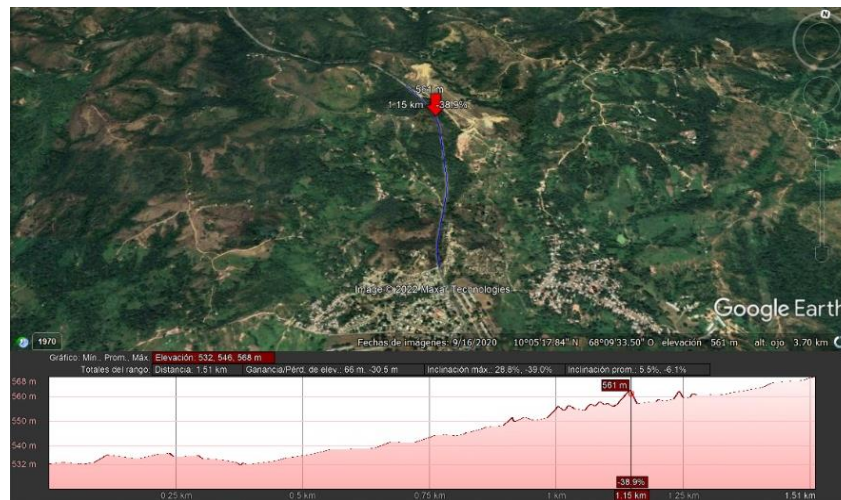 N
561 m
1.15 km -38.9%
Image © 2022 Maxar Technologies
Google Earth
1970
Fechas de imágenes: 9/16/2020 10°05'17.84" N 68°09'33.50" O elevación 561 m alt. ojo 3.70 km
Gráfico: Mín., Prom., Máx. Elevación: 532, 546, 568 m
Totales del rango: Distancia: 1.51 km Ganancia/Pérd. de elev.: 66 m, -30.5 m Inclinación máx.: 28.8%, -39.0% Inclinación prom.: 5.5%, -6.1%
568 m
561 m
560 m
550 m
540 m
532 m
-38.9%
0.25 km 0.5 km 0.75 km 1 km 1.15 km 1.25 km 1.51 km